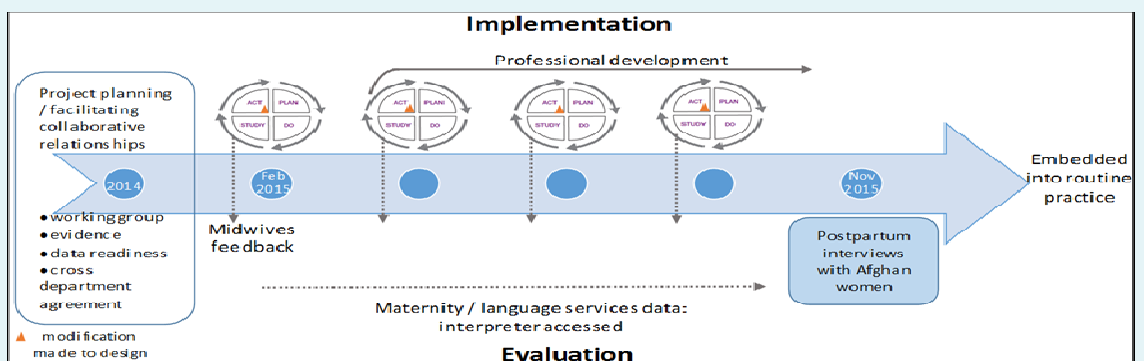 Implementation
Professional development
Project planning
/ facilitating
collaborative
relationships
ACT PLAN
STUDY DO
ACT PLAN
STUDY DO
ACT PLAN
STUDY DO
ACT PLAN
STUDY DO
2014
Feb
2015
Nov
2015
Embedded
into routine
practice
•working group
•evidence
•data readiness
•cross
department
agreement
Midwives
feedback
Postpartum
interviews
with Afghan
women
Maternity / language services data:
interpreter accessed
modification
made to design
Evaluation